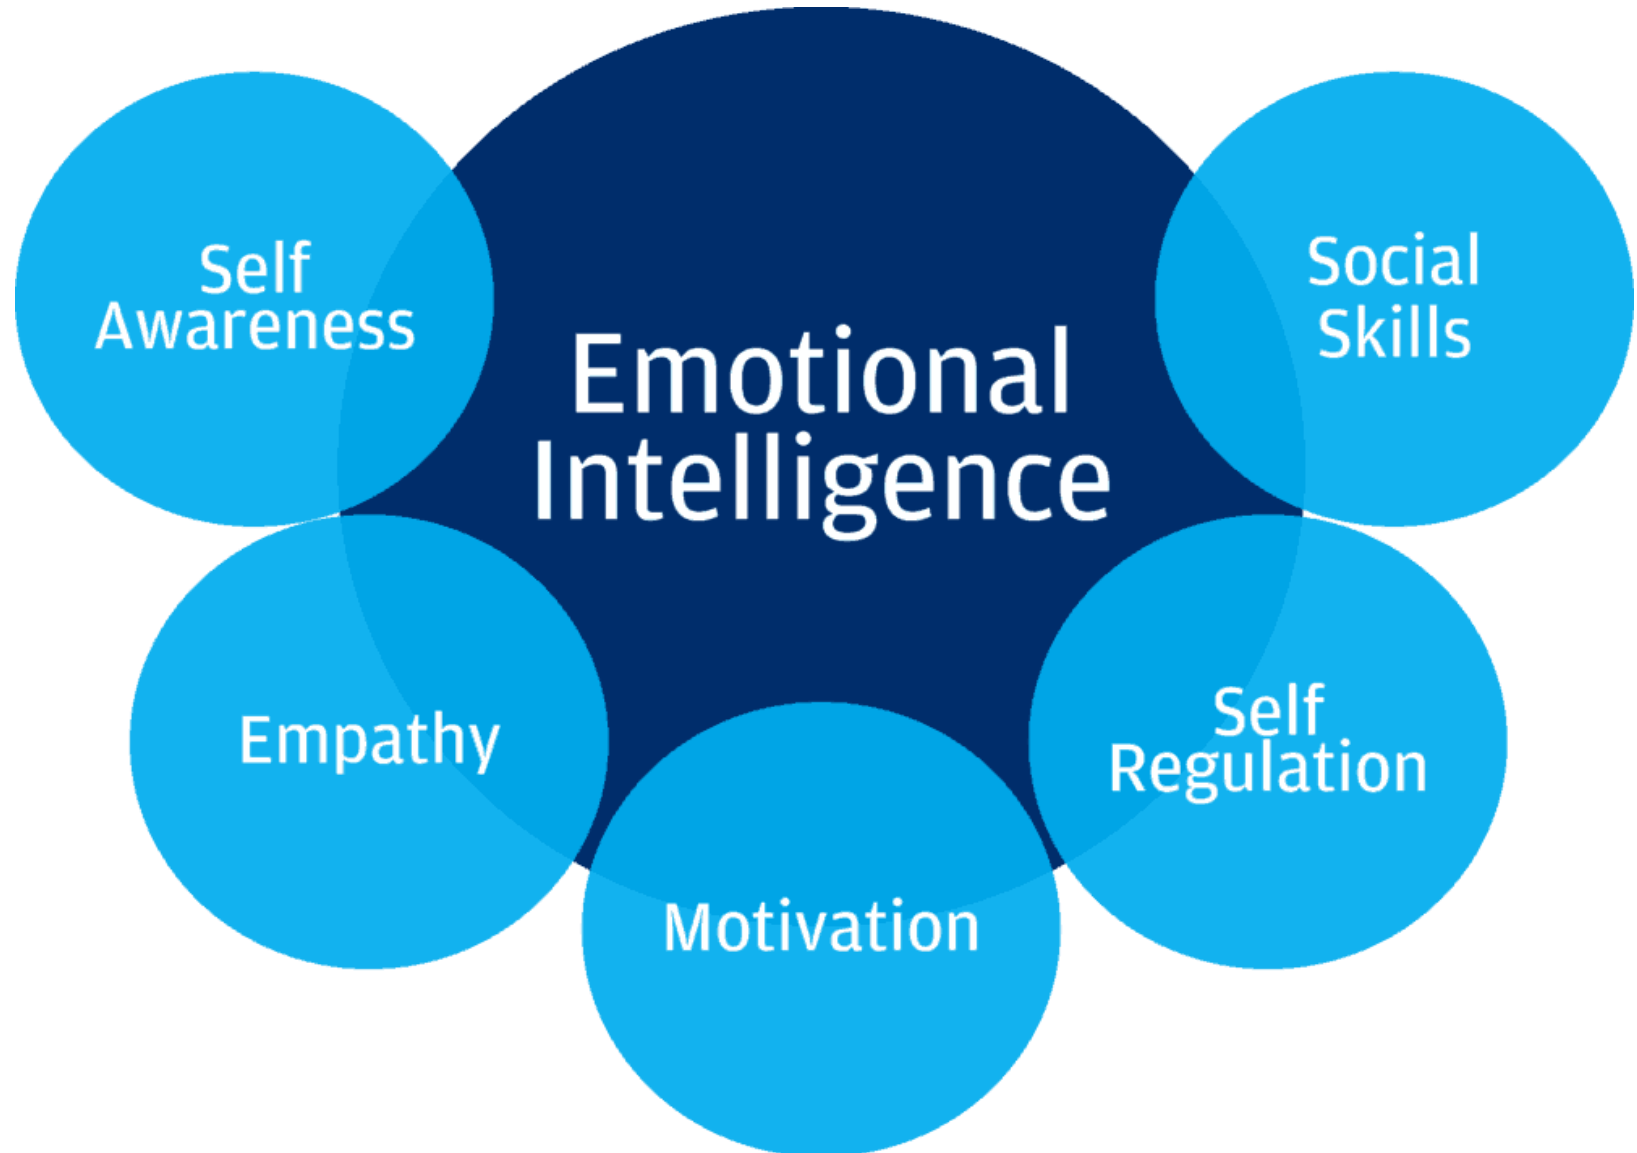 Self
Awareness
Emotional
Intelligence
Social
Skills
Empathy
Motivation
Self
Regulation